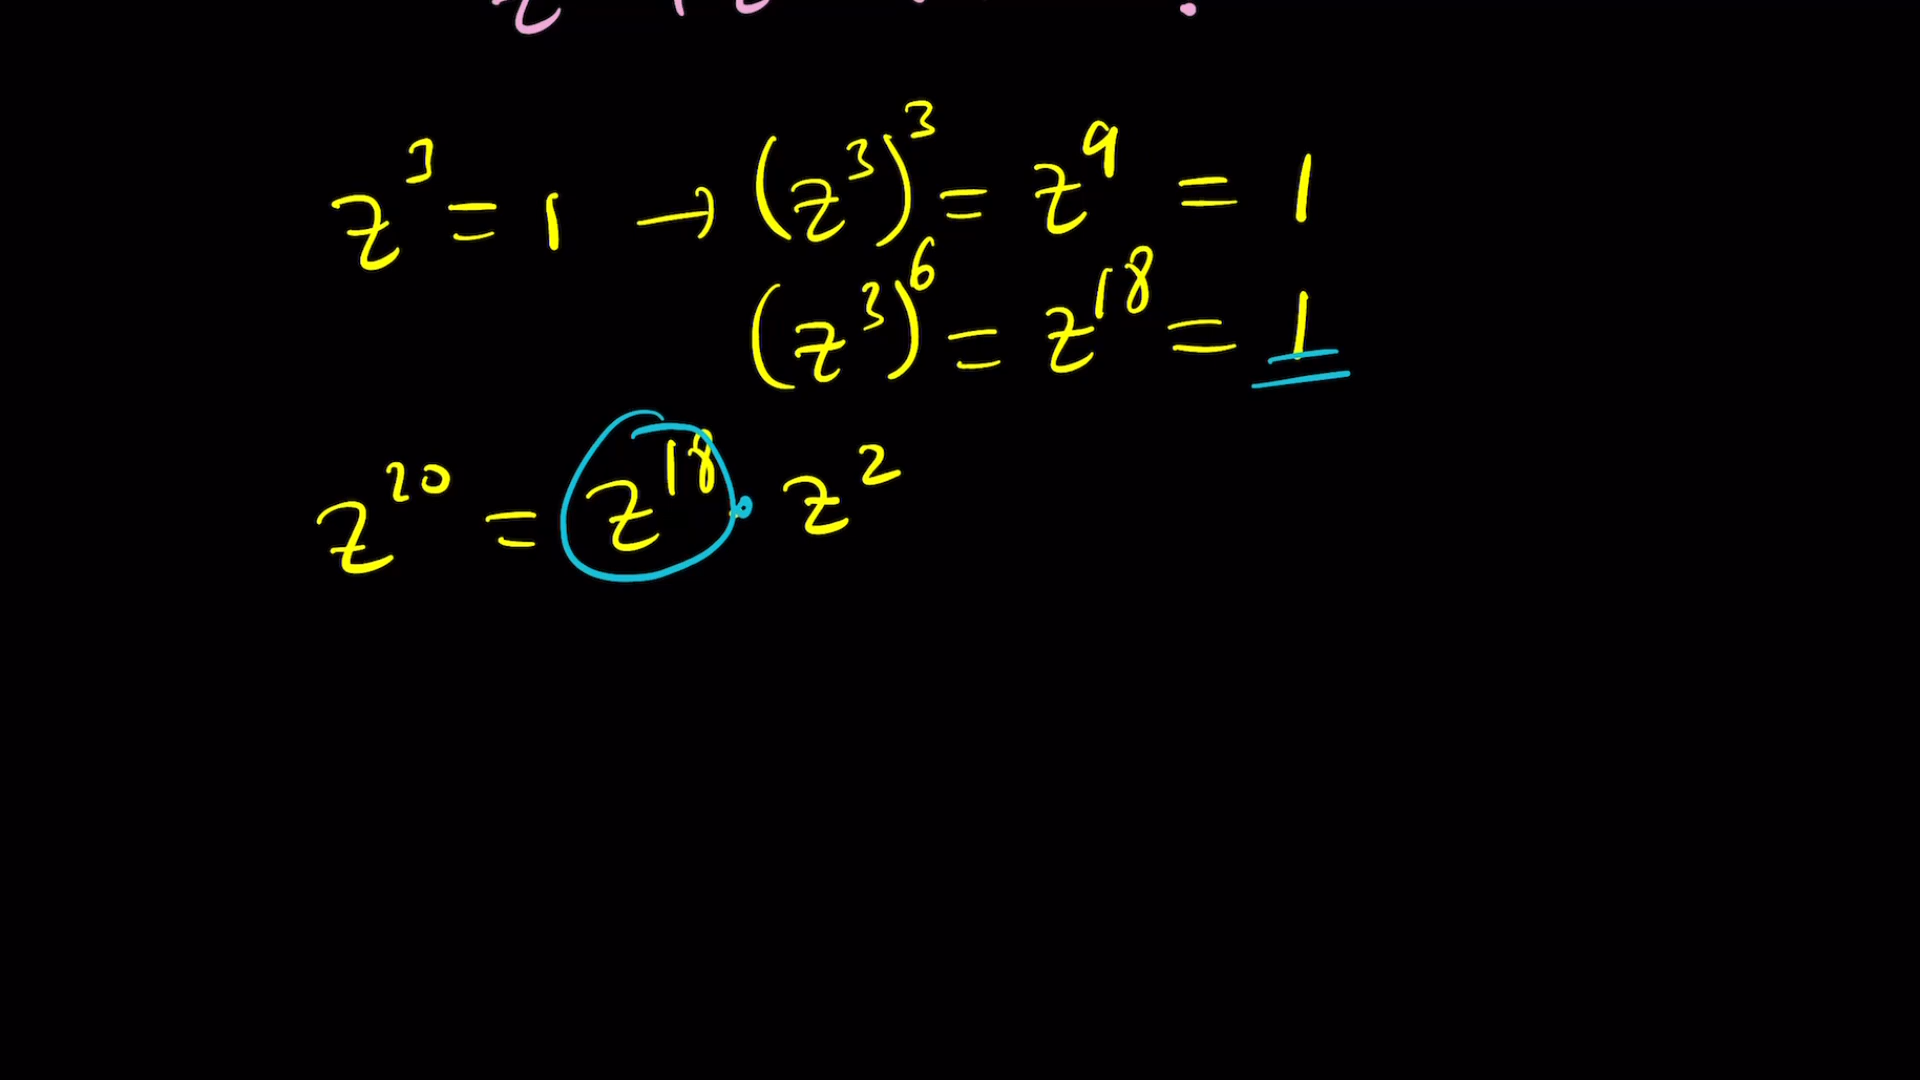 z³ = 1 → (z³)³ = z⁹ = 1
(z³)⁶ = z¹⁸ = 1
z²⁰ = z¹⁸ · z²